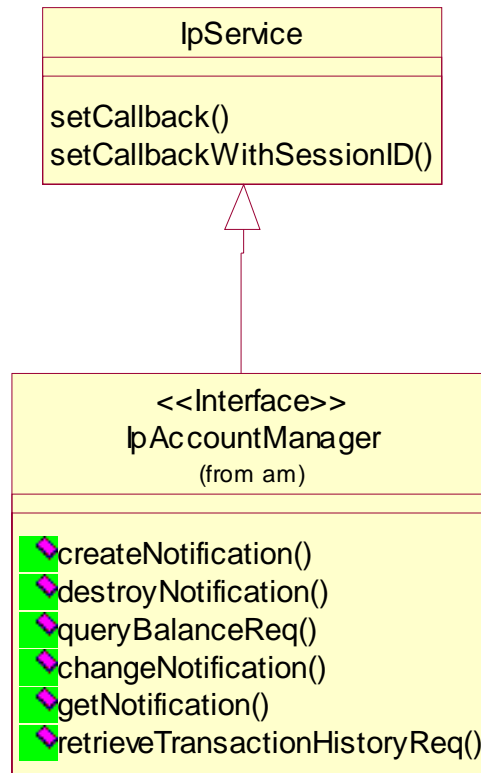 IpService
setCallback()
setCallbackWithSessionID()
<<Interface>>
IpAccountManager
(from am)
createNotification()
destroyNotification()
queryBalanceReq()
changeNotification()
getNotification()
retrieveTransactionHistoryReq()